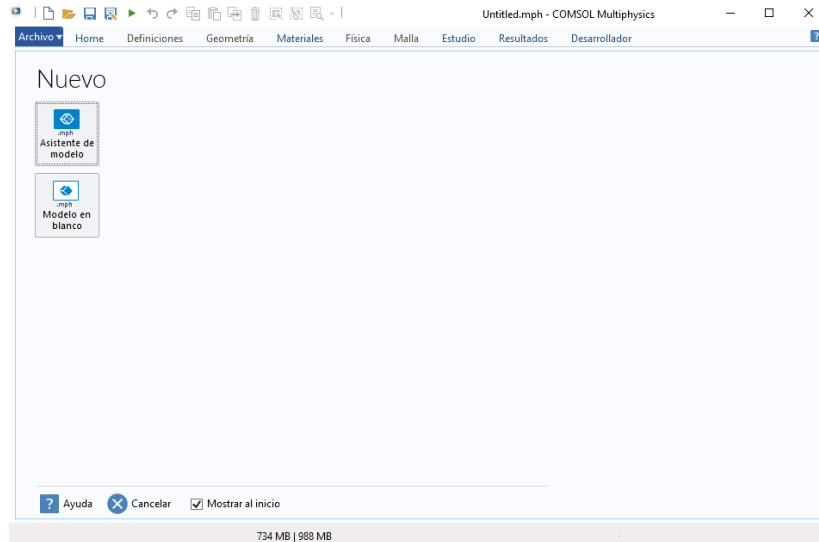 Untitled.mph - COMSOL Multiphysics
Archivo Home Definiciones Geometría Materiales Física Malla Estudio Resultados Desarrollador ?
Nuevo
.mph
Asistente de
modelo
.mph
Modelo en
blanco
? Ayuda Cancelar Mostrar al inicio
734 MB | 988 MB